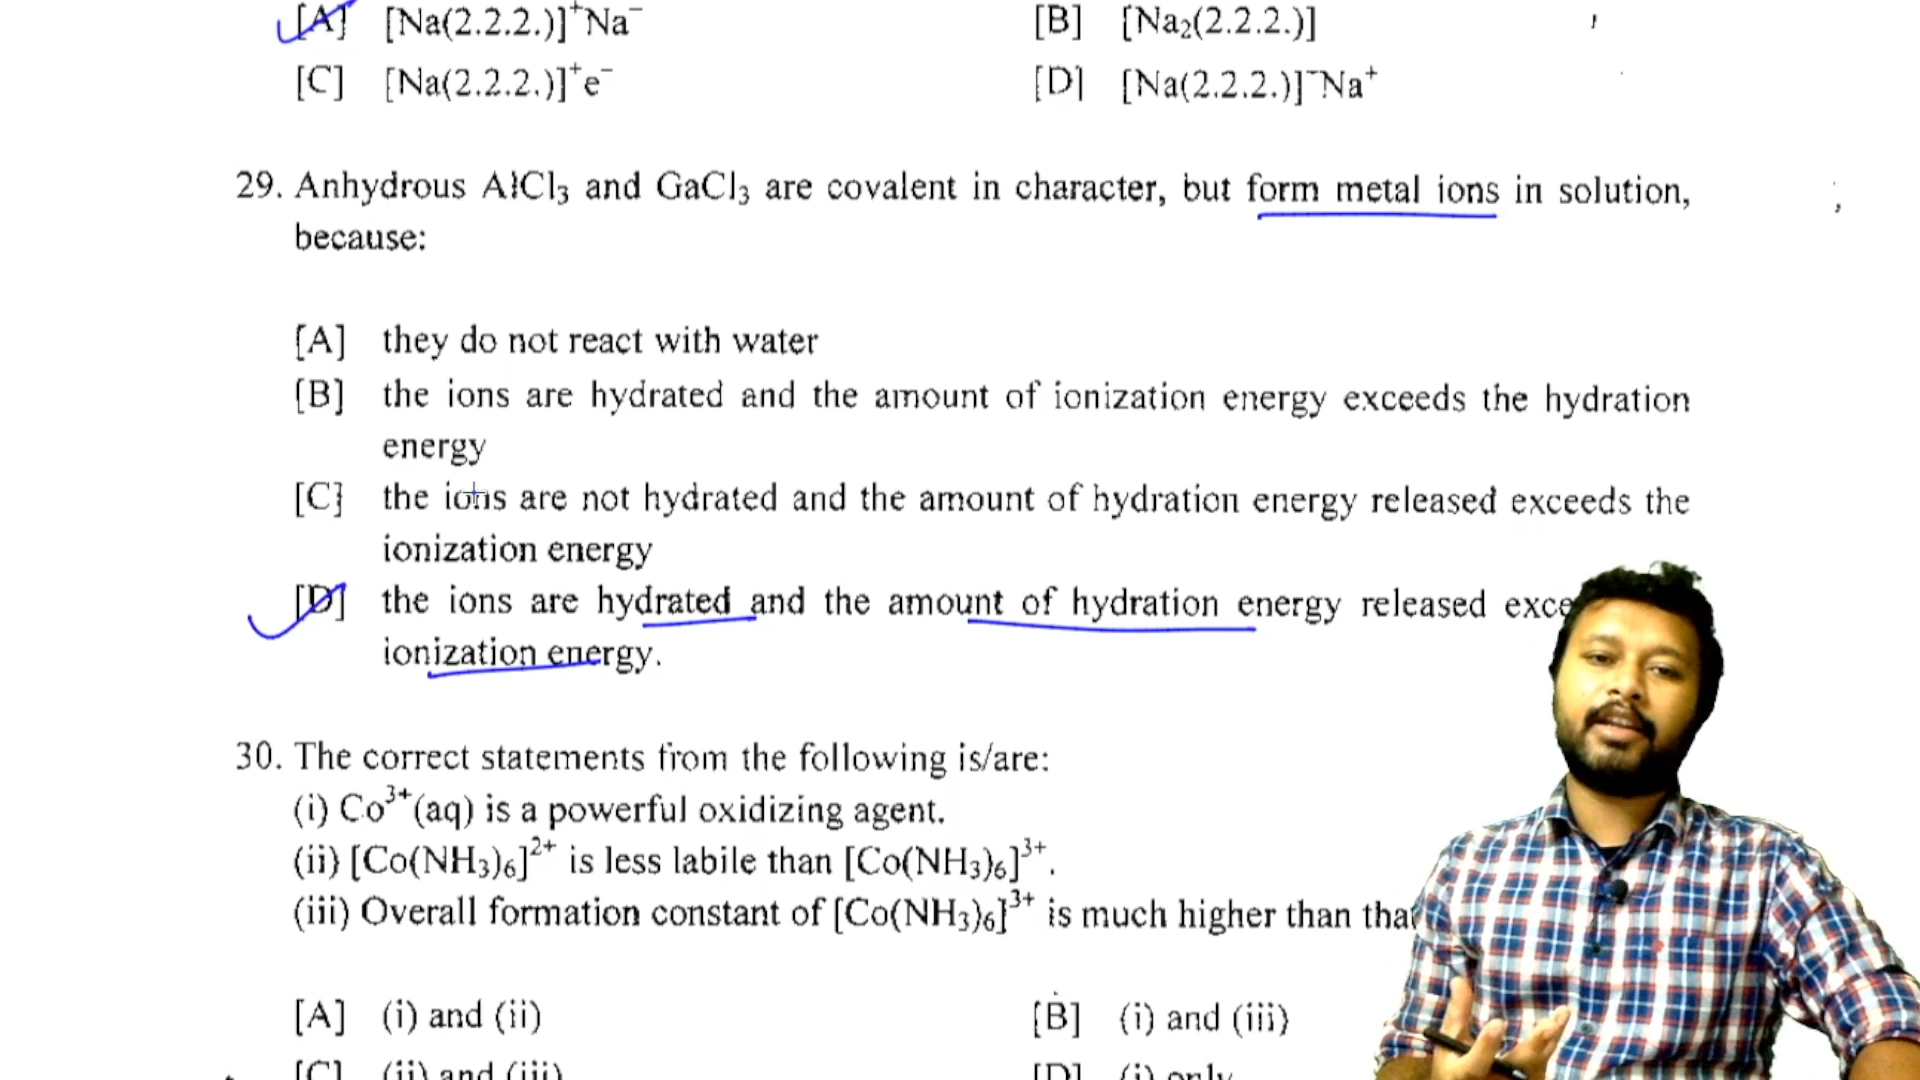 [A] [Na(2.2.2.)]⁺Na⁻ [B] [Na₂(2.2.2.)]
[C] [Na(2.2.2.)]⁺e⁻ [D] [Na(2.2.2.)]⁻Na⁺
29. Anhydrous AlCl₃ and GaCl₃ are covalent in character, but form metal ions in solution,
because:
[A] they do not react with water
[B] the ions are hydrated and the amount of ionization energy exceeds the hydration
energy
[C] the ions are not hydrated and the amount of hydration energy released exceeds the
ionization energy
[D] the ions are hydrated and the amount of hydration energy released
ionization energy.
30. The correct statements from the following is/are:
(i) Co³⁺(aq) is a powerful oxidizing agent.
(ii) [Co(NH₃)₆]²⁺ is less labile than [Co(NH₃)₆]³⁺.
(iii) Overall formation constant of [Co(NH₃)₆]³⁺ is much higher than
[A] (i) and (ii) [B] (i) and (iii)
[C] (ii) and (iii) [D] (i) only